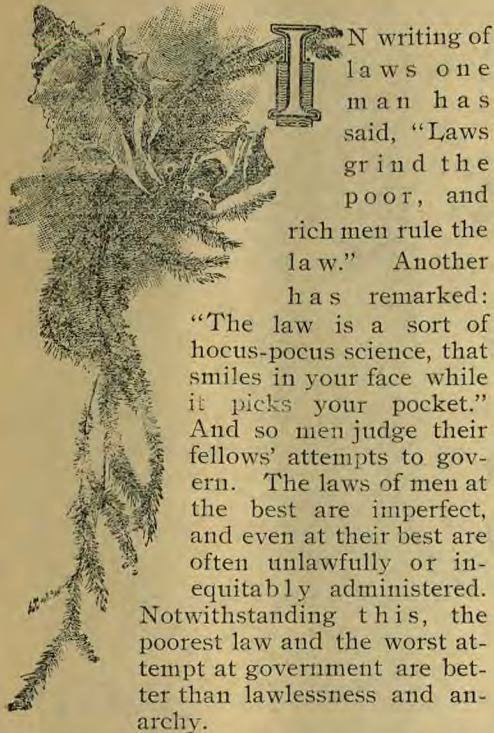 IN writing of
laws one
man has
said, “Laws
grind the
poor, and
rich men rule the
law.” Another
has remarked:
“The law is a sort of
hocus-pocus science, that
smiles in your face while
it picks your pocket.”
And so men judge their
fellows’ attempts to gov-
ern. The laws of men at
the best are imperfect,
and even at their best are
often unlawfully or in-
equitably administered.
Notwithstanding this, the
poorest law and the worst at-
tempt at government are bet-
ter than lawlessness and an-
archy.